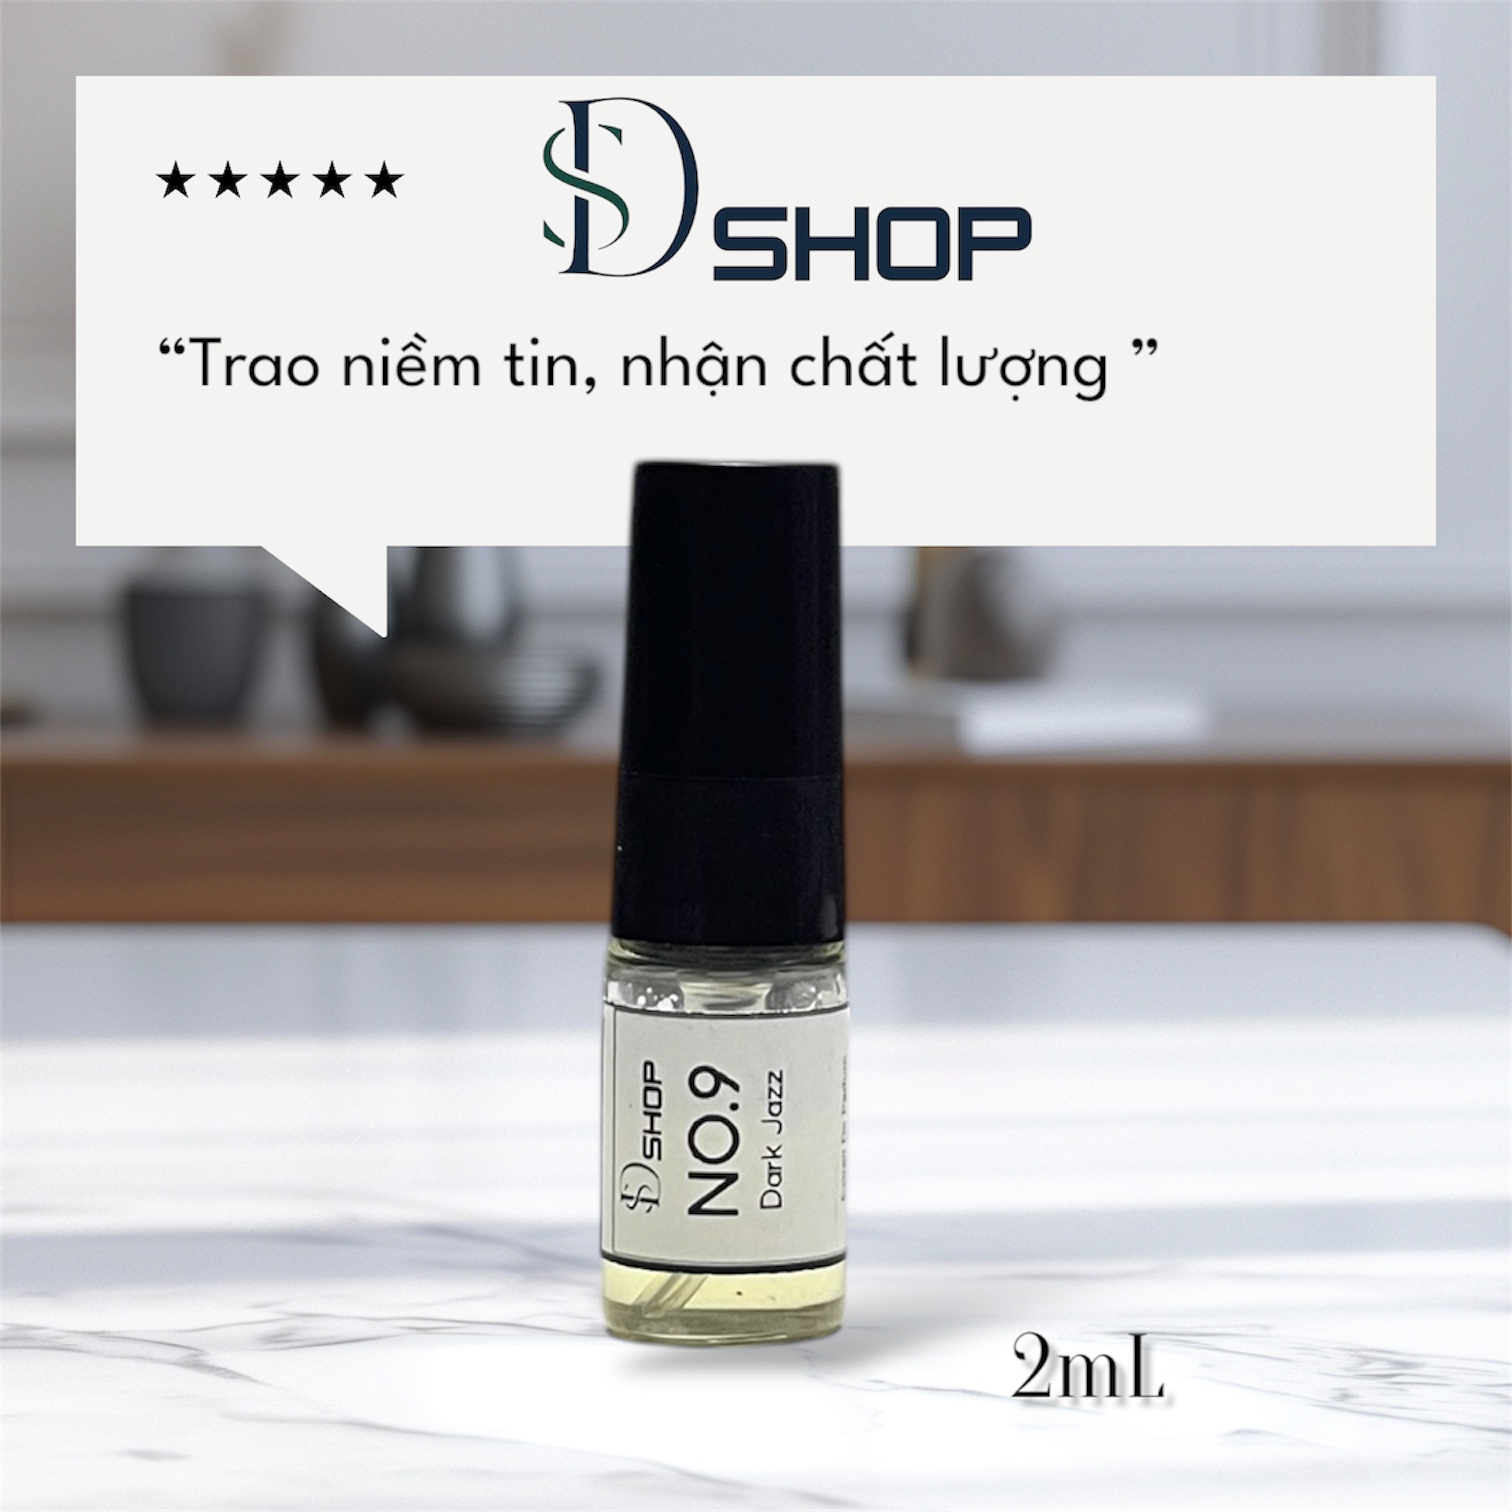 ★★★★★
SD SHOP
“Trao niềm tin, nhận chất lượng ”
SD SHOP
NO.9
Dark Jazz
2mL